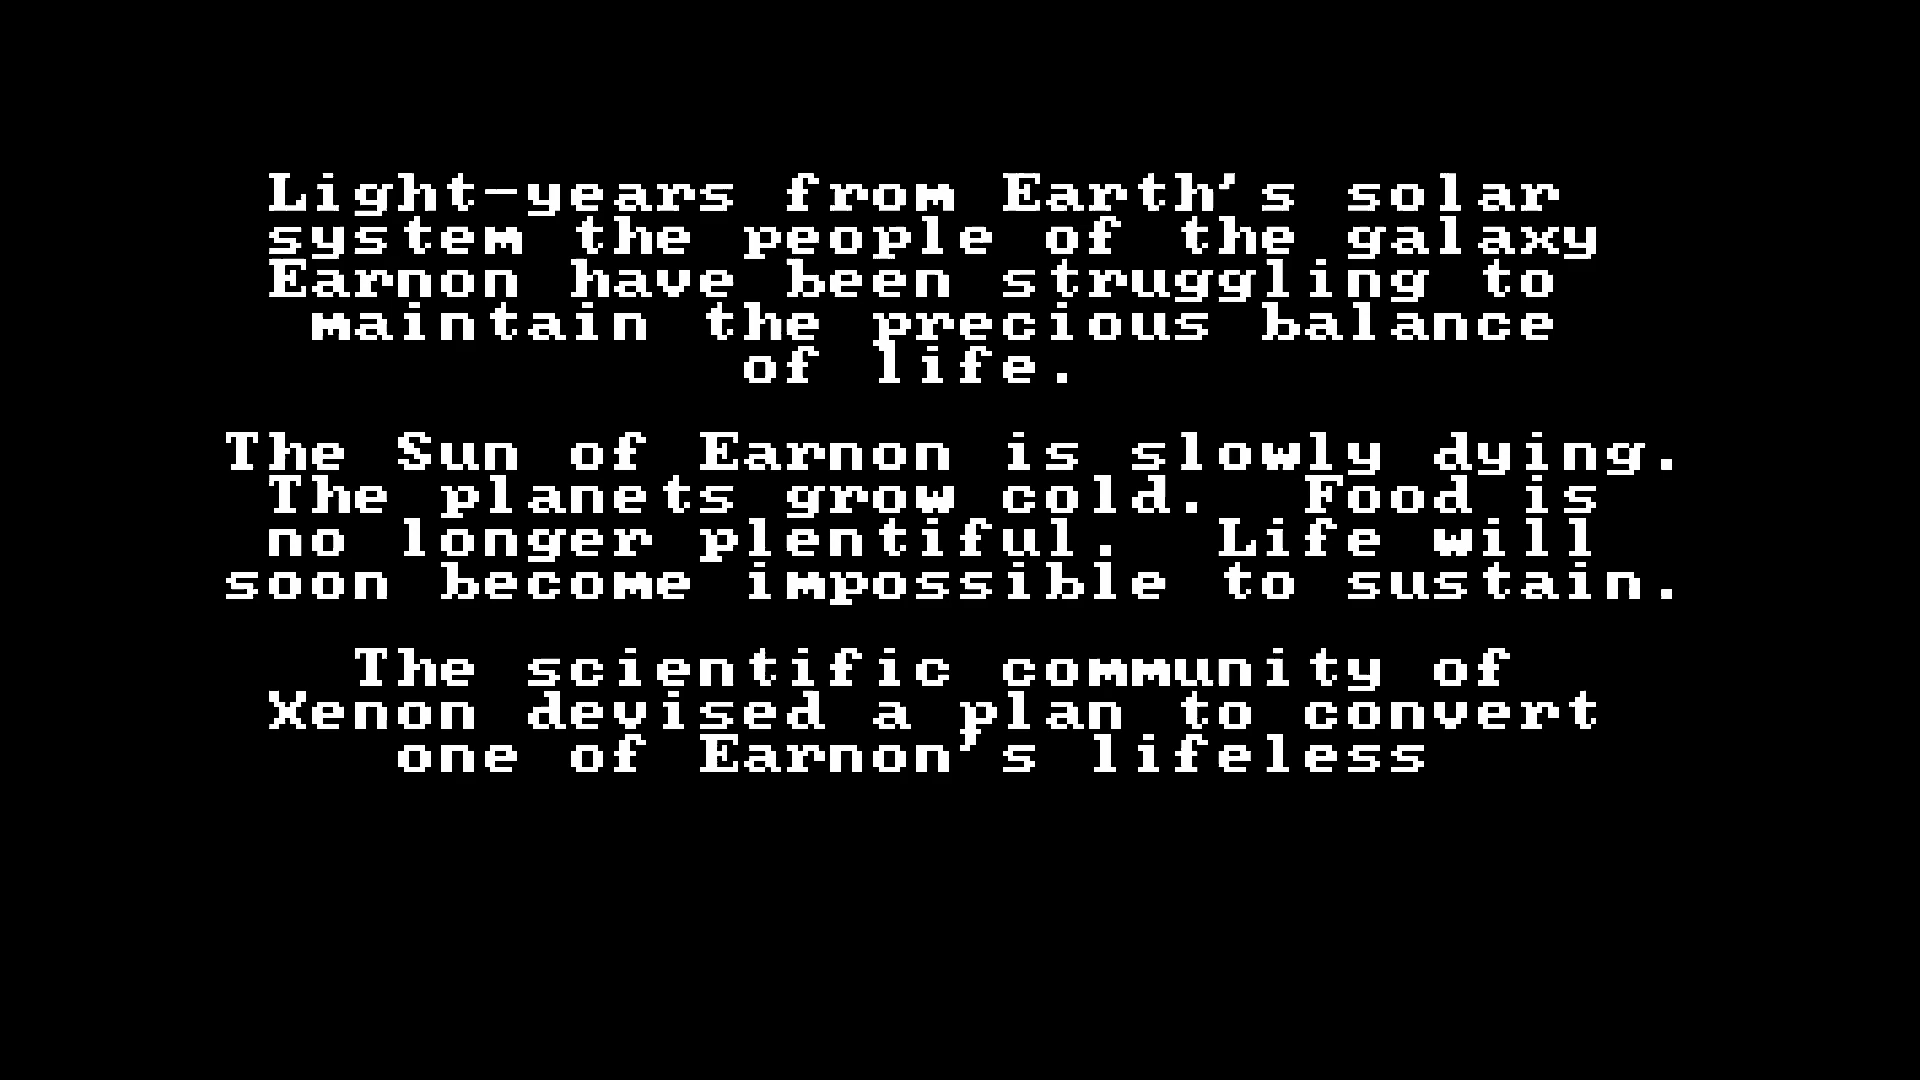 Light-years from Earth's solar
system the people of the galaxy
Earnon have been struggling to
maintain the precious balance
of life.
The Sun of Earnon is slowly dying.
The planets grow cold.  Food is
no longer plentiful.  Life will
soon become impossible to sustain.
The scientific community of
Xenon devised a plan to convert
one of Earnon's lifeless